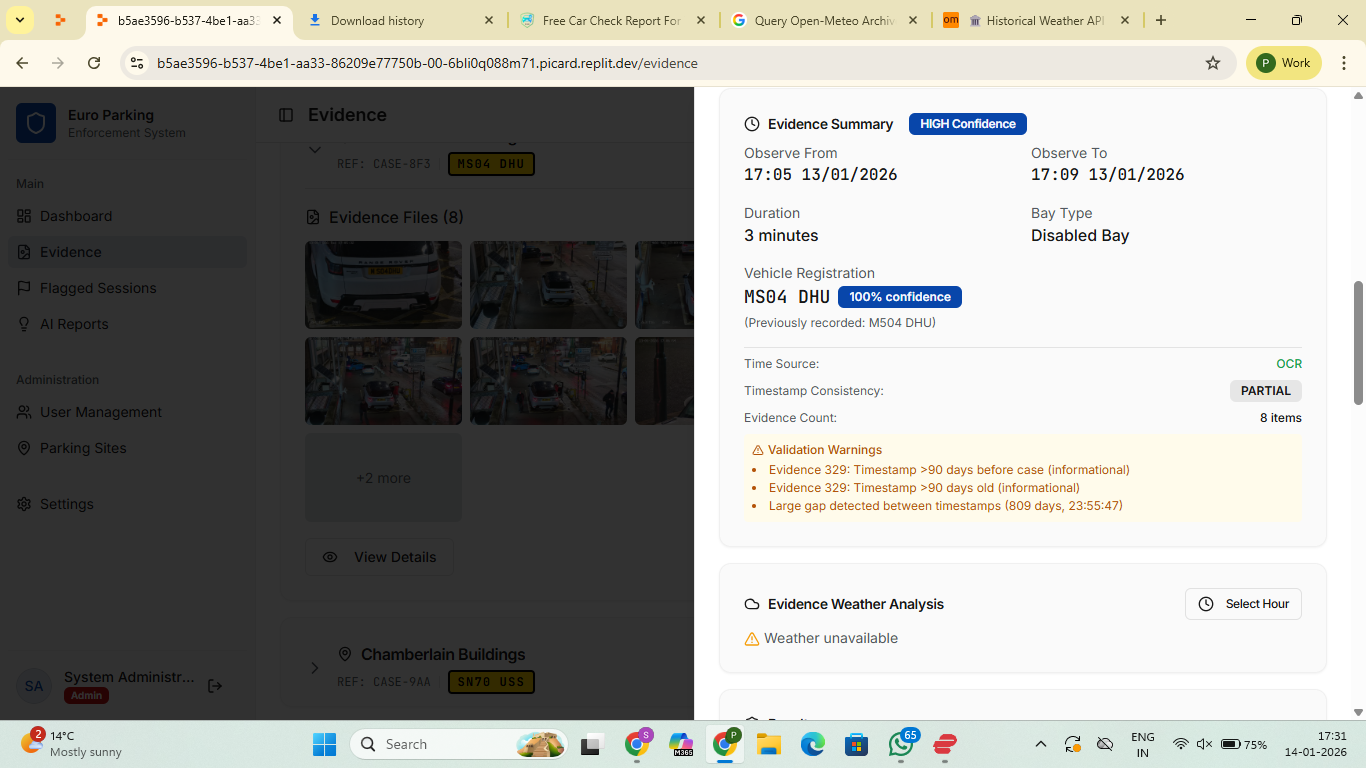 b5ae3596-b537-4be1-aa33
Download history
Free Car Check Report For
Query Open-Meteo Archiv
om Historical Weather API
b5ae3596-b537-4be1-aa33-86209e77750b-00-6bli0q088m71.picard.replit.dev/evidence
P Work
Euro Parking
Enforcement System
Main
Dashboard
Evidence
Flagged Sessions
AI Reports
Administration
User Management
Parking Sites
Settings
SA
System Administr...
Admin
Evidence
REF: CASE-8F3
MS04 DHU
Evidence Files (8)
+2 more
View Details
Chamberlain Buildings
REF: CASE-9AA
SN70 USS
Evidence Summary
HIGH Confidence
Observe From
Observe To
17:05 13/01/2026
17:09 13/01/2026
Duration
Bay Type
3 minutes
Disabled Bay
Vehicle Registration
MS04 DHU
100% confidence
(Previously recorded: M504 DHU)
Time Source:
OCR
Timestamp Consistency:
PARTIAL
Evidence Count:
8 items
Validation Warnings
• Evidence 329: Timestamp >90 days before case (informational)
• Evidence 329: Timestamp >90 days old (informational)
• Large gap detected between timestamps (809 days, 23:55:47)
Evidence Weather Analysis
Select Hour
Weather unavailable
2
14°C
Mostly sunny
Search
S
M365
P
65
ENG
IN
75%
17:31
14-01-2026